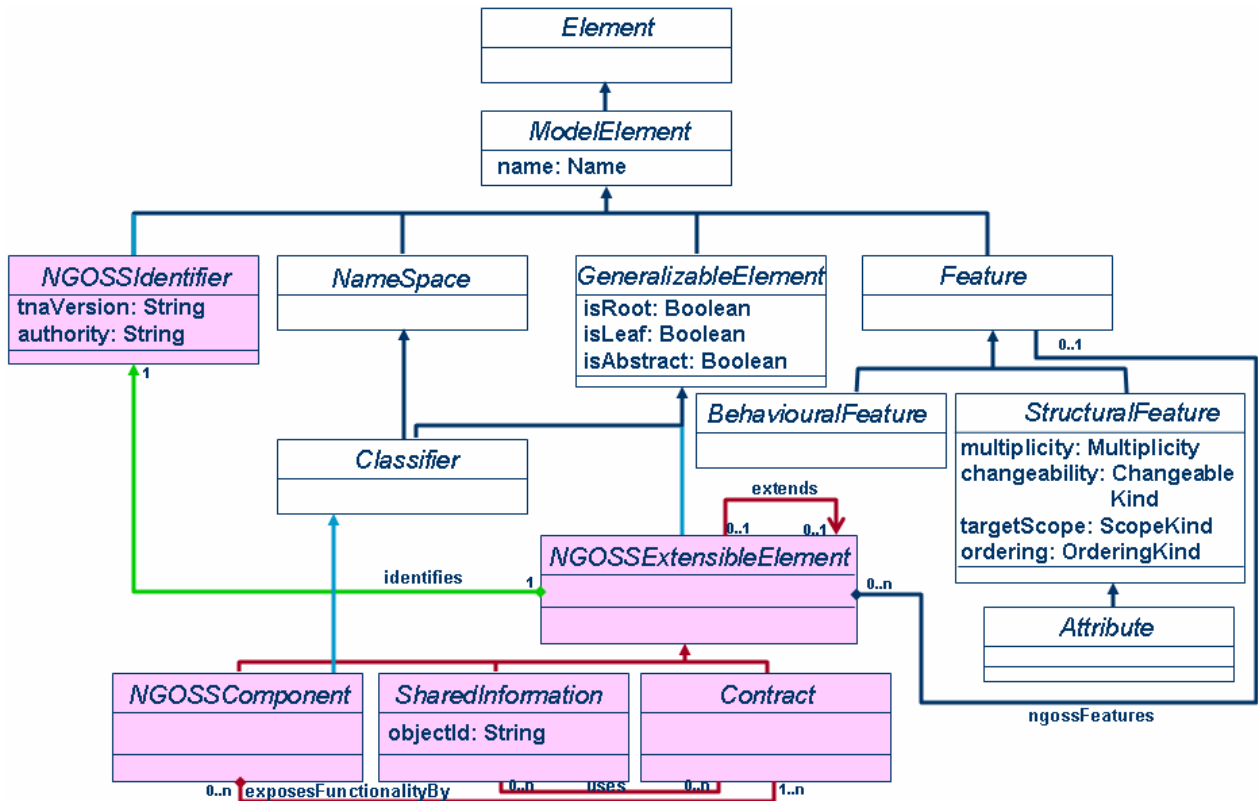 Element
ModelElement
name: Name
NGOSSIdentifier
tnaVersion: String
authority: String
NameSpace
GeneralizableElement
isRoot: Boolean
isLeaf: Boolean
isAbstract: Boolean
Feature
0..1
1
BehaviouralFeature
StructuralFeature
multiplicity: Multiplicity
changeability: Changeable
Kind
targetScope: ScopeKind
ordering: OrderingKind
Classifier
extends
0..1
0..1
NGOSSExtensibleElement
identifies
1
0..n
Attribute
NGOSSComponent
SharedInformation
objectId: String
Contract
ngossFeatures
0..n
exposesFunctionalityBy
0..n
uses
0..n
1..n